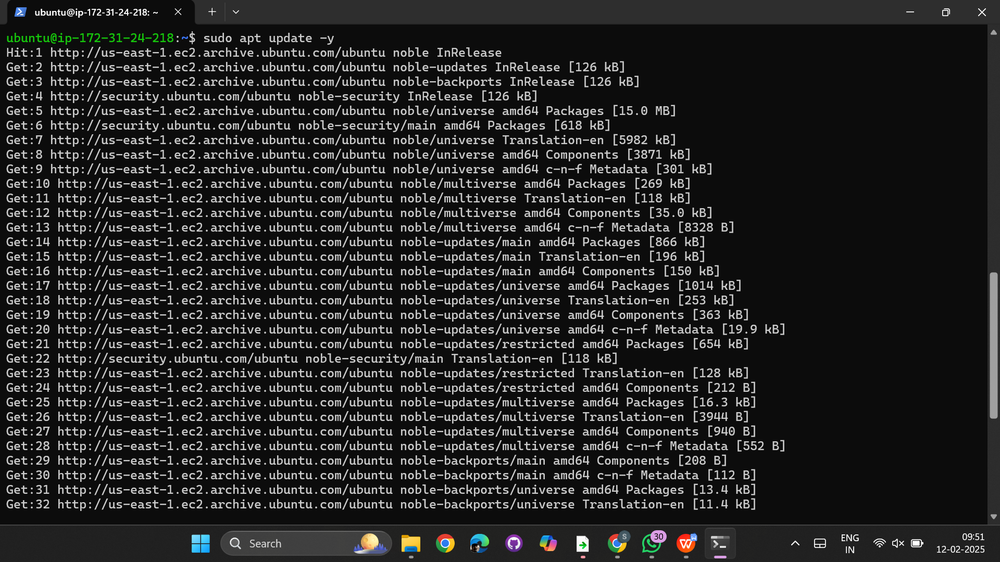 ubuntu@ip-172-31-24-218: ~
ubuntu@ip-172-31-24-218:~$ sudo apt update -y
Hit:1 http://us-east-1.ec2.archive.ubuntu.com/ubuntu noble InRelease
Get:2 http://us-east-1.ec2.archive.ubuntu.com/ubuntu noble-updates InRelease [126 kB]
Get:3 http://us-east-1.ec2.archive.ubuntu.com/ubuntu noble-backports InRelease [126 kB]
Get:4 http://security.ubuntu.com/ubuntu noble-security InRelease [126 kB]
Get:5 http://us-east-1.ec2.archive.ubuntu.com/ubuntu noble/universe amd64 Packages [15.0 MB]
Get:6 http://security.ubuntu.com/ubuntu noble-security/main amd64 Packages [618 kB]
Get:7 http://us-east-1.ec2.archive.ubuntu.com/ubuntu noble/universe Translation-en [5982 kB]
Get:8 http://us-east-1.ec2.archive.ubuntu.com/ubuntu noble/universe amd64 Components [3871 kB]
Get:9 http://us-east-1.ec2.archive.ubuntu.com/ubuntu noble/universe amd64 c-n-f Metadata [301 kB]
Get:10 http://us-east-1.ec2.archive.ubuntu.com/ubuntu noble/multiverse amd64 Packages [269 kB]
Get:11 http://us-east-1.ec2.archive.ubuntu.com/ubuntu noble/multiverse Translation-en [118 kB]
Get:12 http://us-east-1.ec2.archive.ubuntu.com/ubuntu noble/multiverse amd64 Components [35.0 kB]
Get:13 http://us-east-1.ec2.archive.ubuntu.com/ubuntu noble/multiverse amd64 c-n-f Metadata [8328 B]
Get:14 http://us-east-1.ec2.archive.ubuntu.com/ubuntu noble-updates/main amd64 Packages [866 kB]
Get:15 http://us-east-1.ec2.archive.ubuntu.com/ubuntu noble-updates/main Translation-en [196 kB]
Get:16 http://us-east-1.ec2.archive.ubuntu.com/ubuntu noble-updates/main amd64 Components [150 kB]
Get:17 http://us-east-1.ec2.archive.ubuntu.com/ubuntu noble-updates/universe amd64 Packages [1014 kB]
Get:18 http://us-east-1.ec2.archive.ubuntu.com/ubuntu noble-updates/universe Translation-en [253 kB]
Get:19 http://us-east-1.ec2.archive.ubuntu.com/ubuntu noble-updates/universe amd64 Components [363 kB]
Get:20 http://us-east-1.ec2.archive.ubuntu.com/ubuntu noble-updates/universe amd64 c-n-f Metadata [19.9 kB]
Get:21 http://us-east-1.ec2.archive.ubuntu.com/ubuntu noble-updates/restricted amd64 Packages [654 kB]
Get:22 http://security.ubuntu.com/ubuntu noble-security/main Translation-en [118 kB]
Get:23 http://us-east-1.ec2.archive.ubuntu.com/ubuntu noble-updates/restricted Translation-en [128 kB]
Get:24 http://us-east-1.ec2.archive.ubuntu.com/ubuntu noble-updates/restricted amd64 Components [212 B]
Get:25 http://us-east-1.ec2.archive.ubuntu.com/ubuntu noble-updates/multiverse amd64 Packages [16.3 kB]
Get:26 http://us-east-1.ec2.archive.ubuntu.com/ubuntu noble-updates/multiverse Translation-en [3944 B]
Get:27 http://us-east-1.ec2.archive.ubuntu.com/ubuntu noble-updates/multiverse amd64 Components [940 B]
Get:28 http://us-east-1.ec2.archive.ubuntu.com/ubuntu noble-updates/multiverse amd64 c-n-f Metadata [552 B]
Get:29 http://us-east-1.ec2.archive.ubuntu.com/ubuntu noble-backports/main amd64 Components [208 B]
Get:30 http://us-east-1.ec2.archive.ubuntu.com/ubuntu noble-backports/main amd64 c-n-f Metadata [112 B]
Get:31 http://us-east-1.ec2.archive.ubuntu.com/ubuntu noble-backports/universe amd64 Packages [13.4 kB]
Get:32 http://us-east-1.ec2.archive.ubuntu.com/ubuntu noble-backports/universe Translation-en [11.4 kB]
Search
S
30
W
W
ENG
IN
09:51
12-02-2025